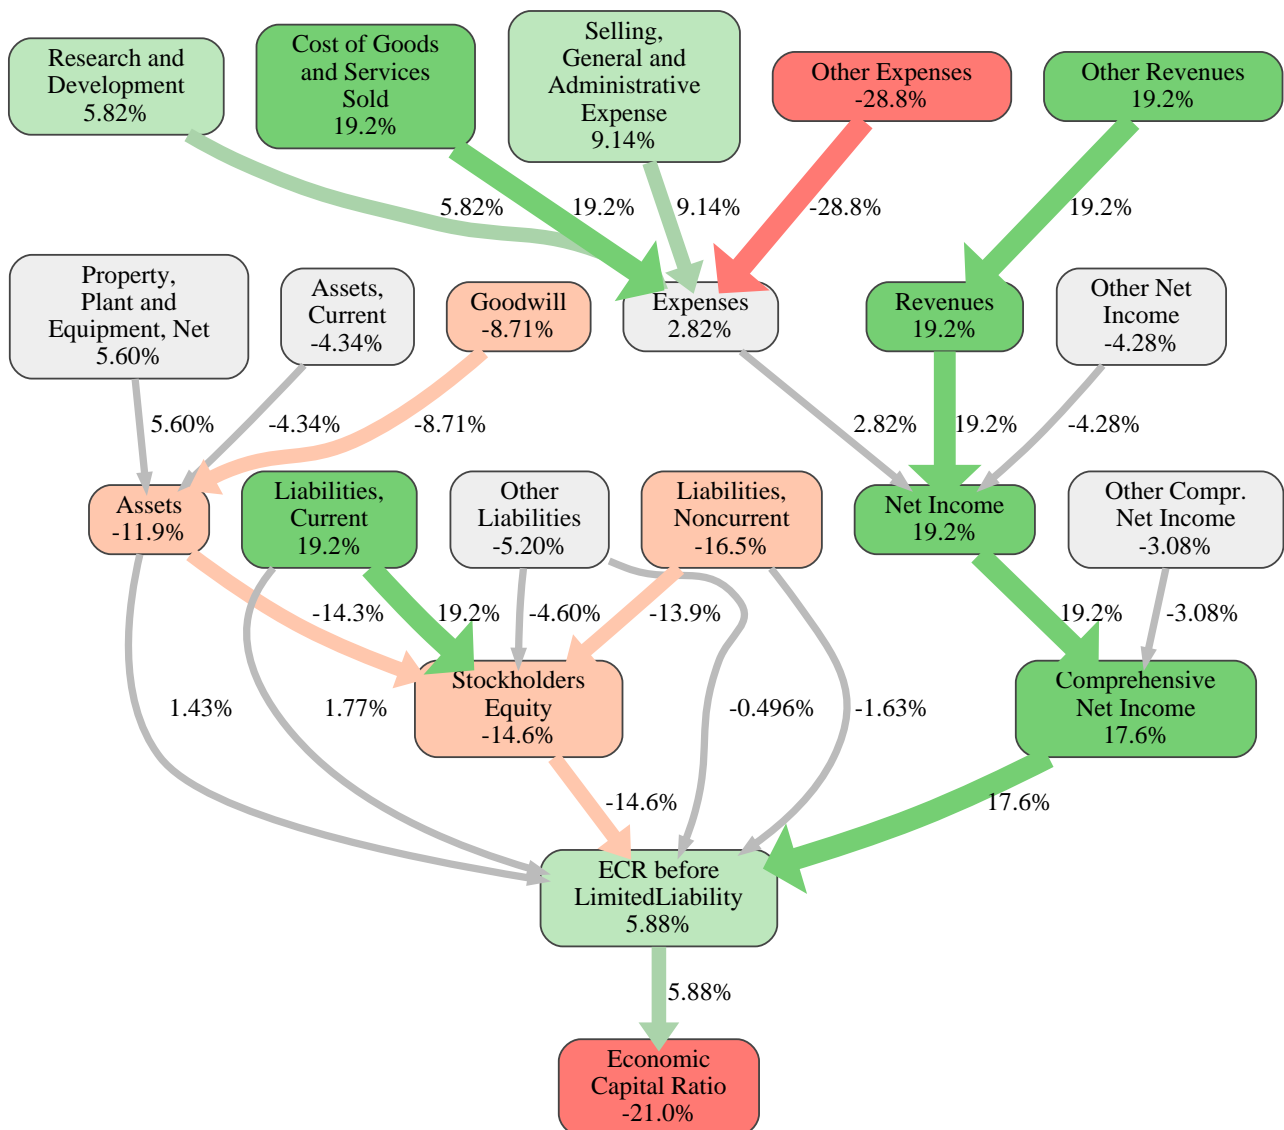 Research and
Development
5.82%
Cost of Goods
and Services
Sold
19.2%
Selling,
General and
Administrative
Expense
9.14%
Other Expenses
-28.8%
Other Revenues
19.2%
5.82%
19.2%
9.14%
-28.8%
19.2%
Property,
Plant and
Equipment, Net
5.60%
Assets,
Current
-4.34%
Goodwill
-8.71%
Expenses
2.82%
Revenues
19.2%
Other Net
Income
-4.28%
5.60%
-4.34%
-8.71%
2.82%
19.2%
-4.28%
Assets
-11.9%
Liabilities,
Current
19.2%
Other
Liabilities
-5.20%
Liabilities,
Noncurrent
-16.5%
Net Income
19.2%
Other Compr.
Net Income
-3.08%
-14.3%
19.2%
-4.60%
-13.9%
19.2%
-3.08%
Stockholders
Equity
-14.6%
Comprehensive
Net Income
17.6%
1.43%
1.77%
-0.496%
-1.63%
-14.6%
17.6%
ECR before
LimitedLiability
5.88%
5.88%
Economic
Capital Ratio
-21.0%